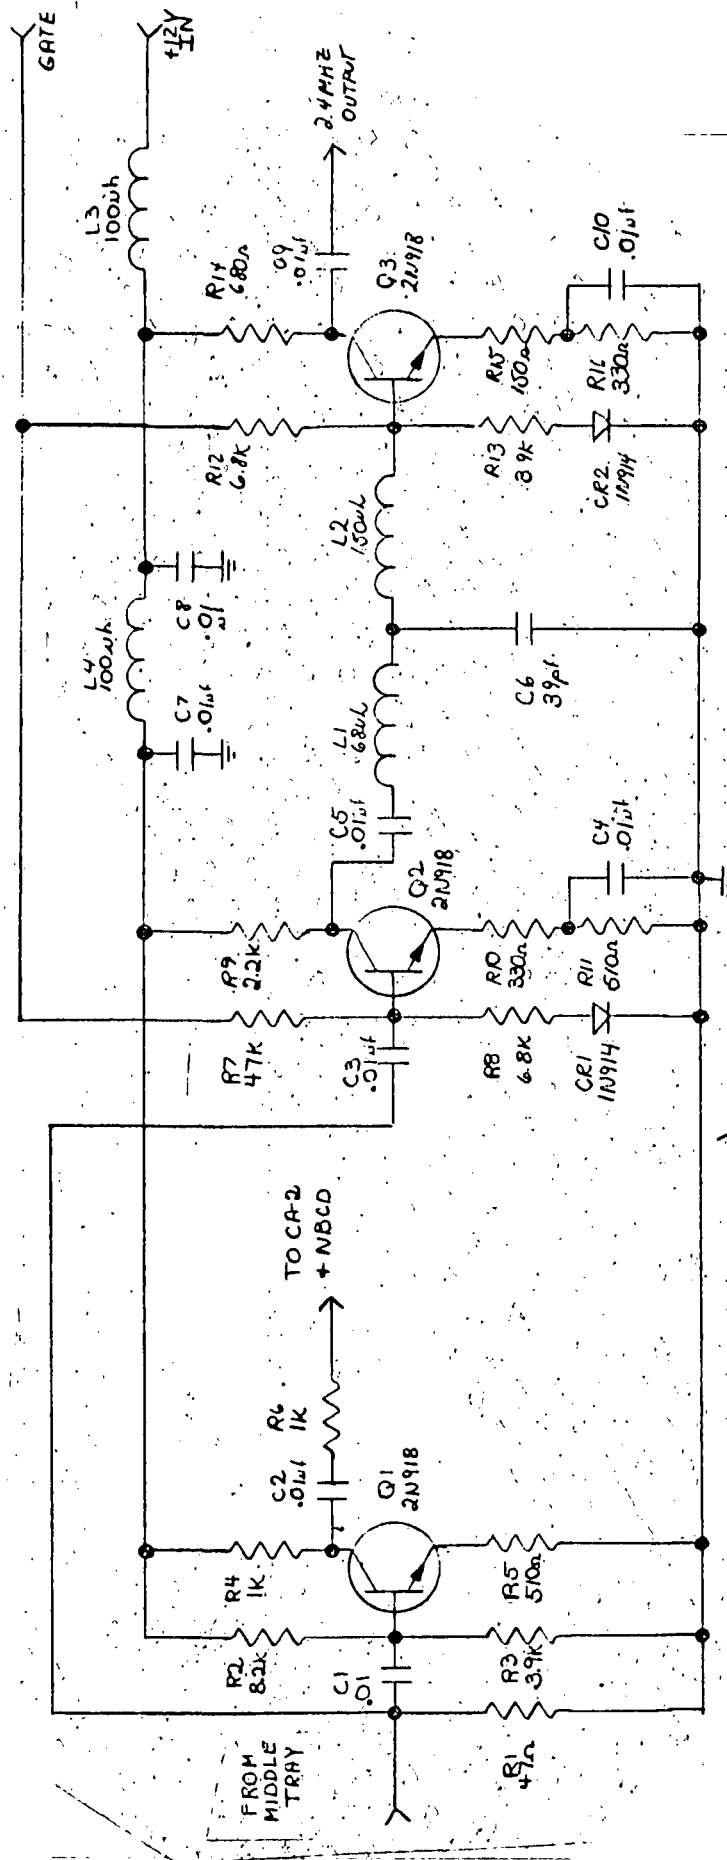 GATE
+12V
IN
L3
100uh
2.4 MHZ
OUTPUT
R14
680Ω
C9
.01uf
Q3
2N918
C10
.01uf
R15
150Ω
R16
330Ω
R12
6.8K
R13
3.9K
CR2
1N914
L4
100uh
C8
.01
uf
C7
.01uf
L2
150uh
L1
68uh
C6
39pf
C5
.01uf
R9
2.2K
Q2
2N918
C4
.01uf
R10
330Ω
R11
510Ω
R7
47K
C3
.01uf
R8
6.8K
CR1
1N914
TO CA-2
+ NBCD
R6
1K
C2
.01uf
Q1
2N918
R4
1K
R5
510Ω
R2
8.2K
C1
.01
R3
3.9K
R1
47Ω
FROM
MIDDLE
TRAY